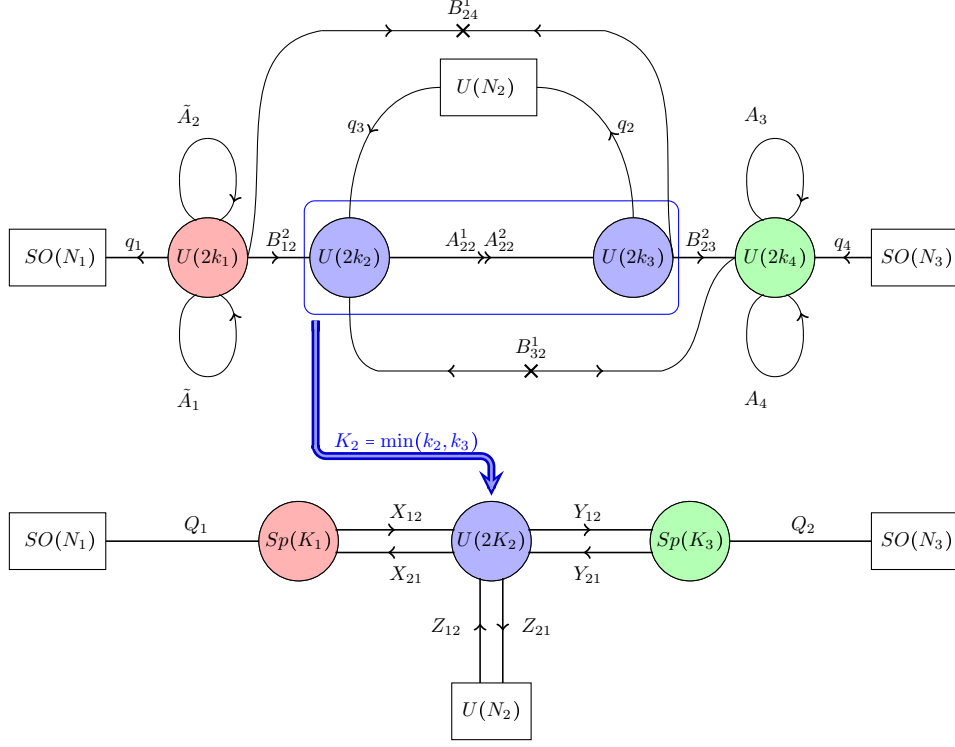 B^1_{24}
U(N_2)
Ã_2
q_3
q_2
A_3
SO(N_1)
q_1
U(2k_1)
B^2_{12}
U(2k_2)
A^1_{22} A^2_{22}
U(2k_3)
B^2_{23}
U(2k_4)
q_4
SO(N_3)
B^1_{32}
Ã_1
A_4
K_2 = min(k_2, k_3)
SO(N_1)
Q_1
Sp(K_1)
X_{12}
X_{21}
U(2K_2)
Y_{12}
Y_{21}
Sp(K_3)
Q_2
SO(N_3)
Z_{12}
Z_{21}
U(N_2)